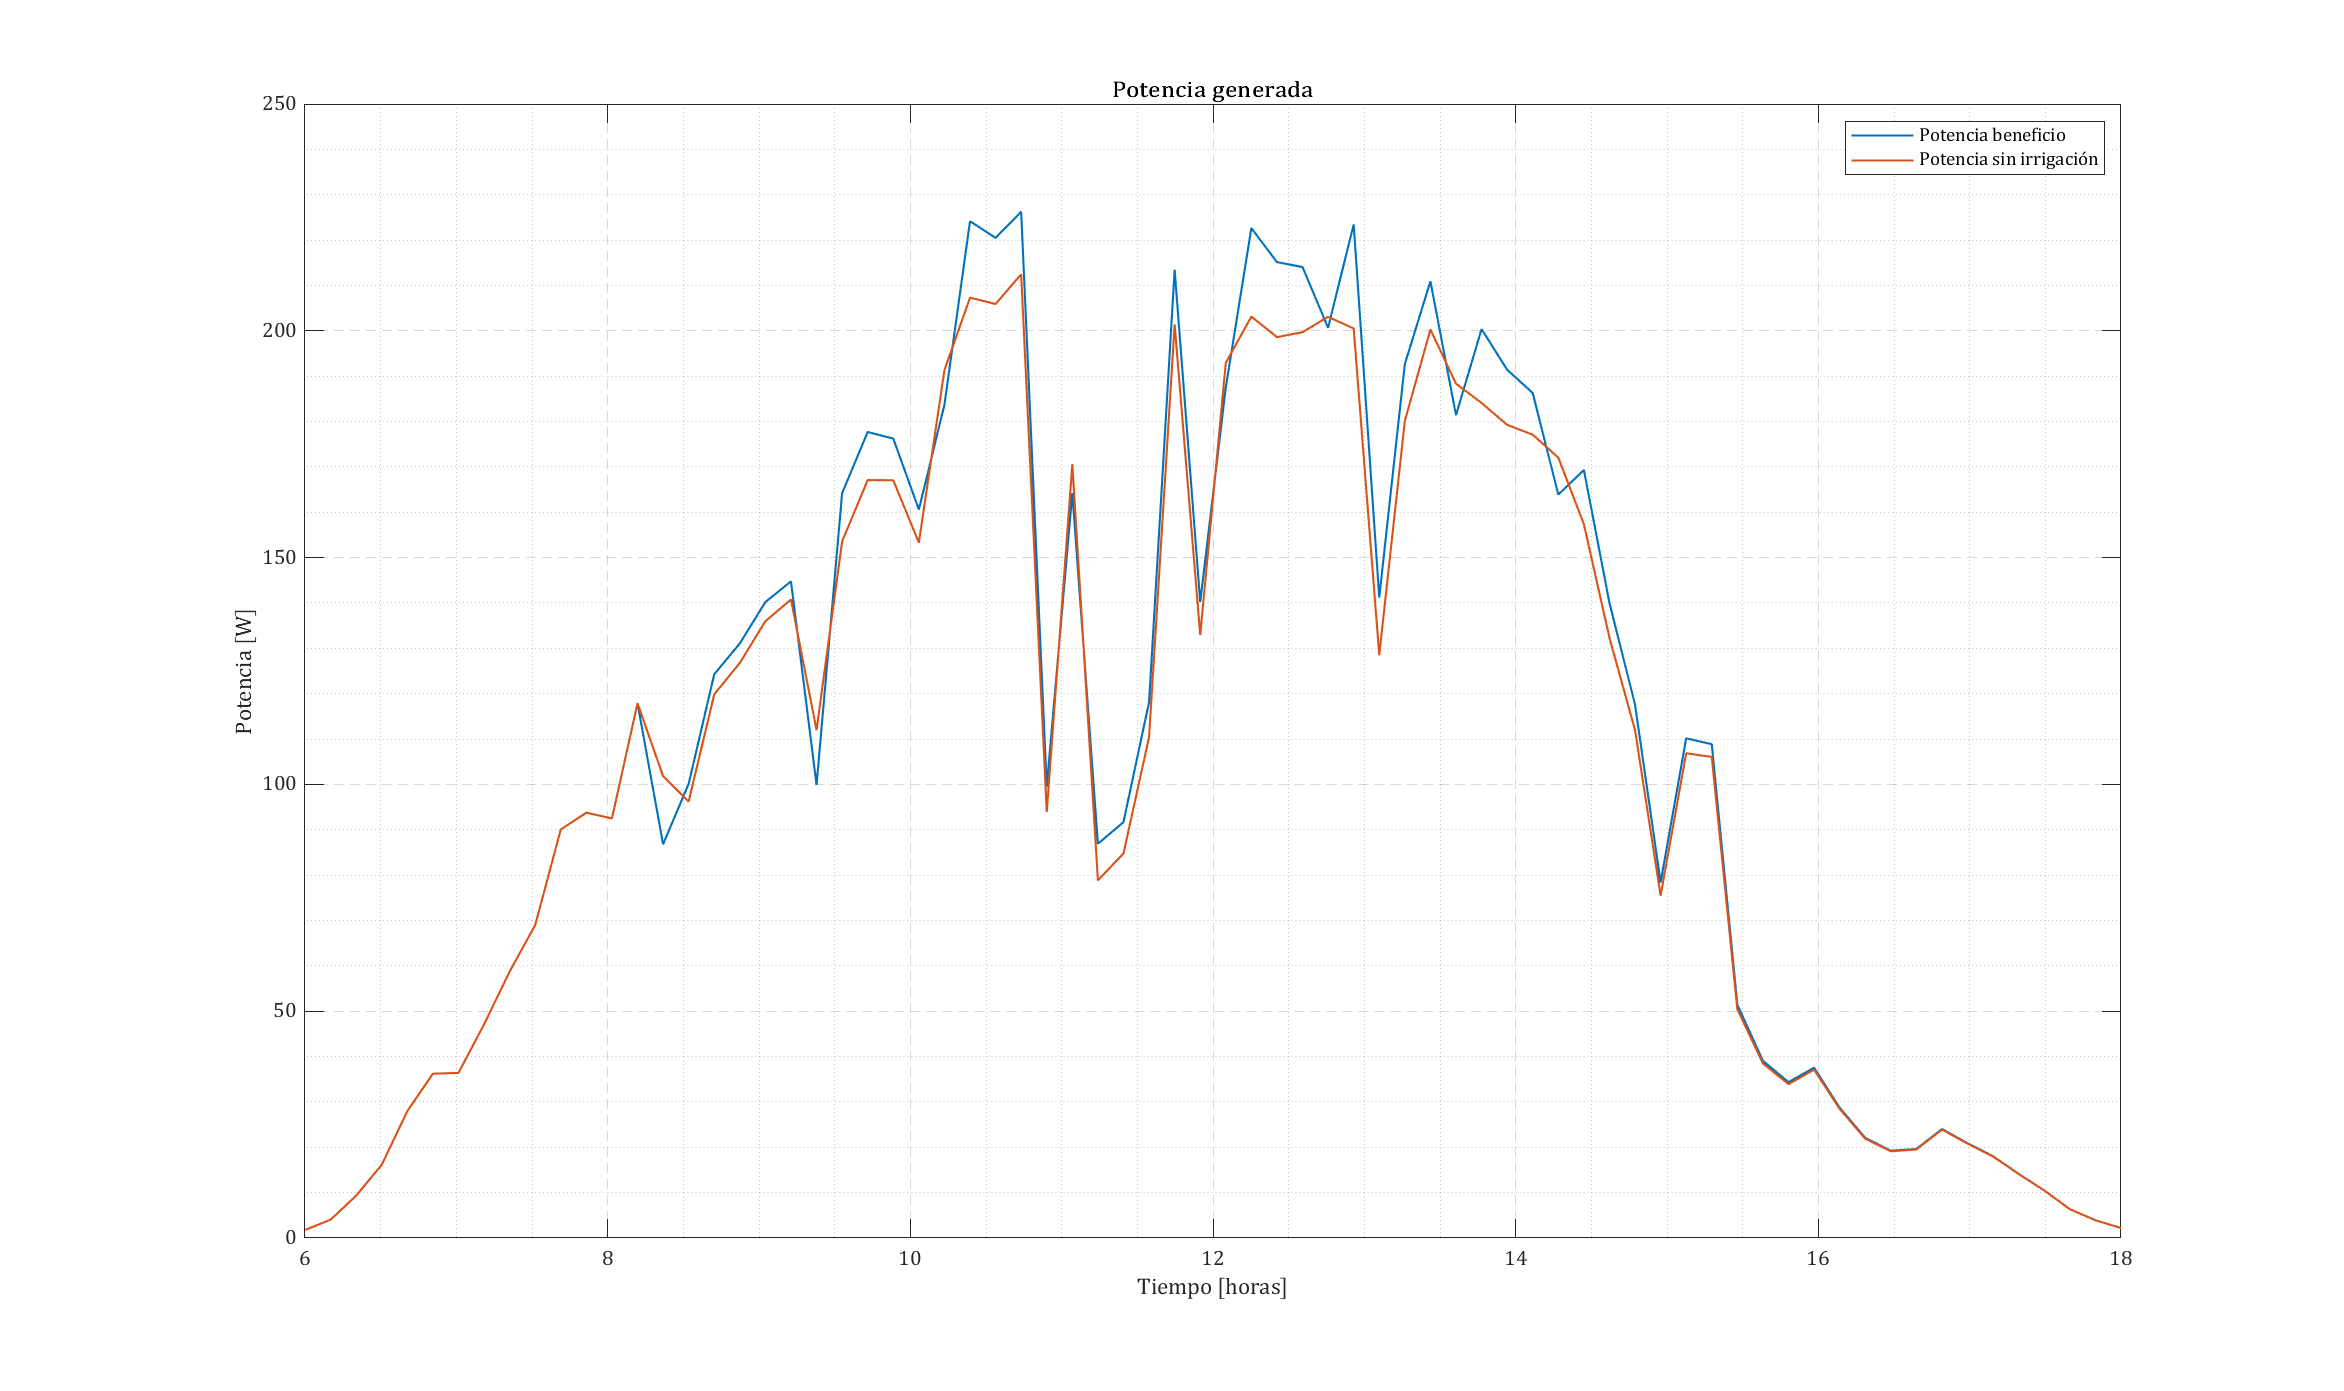 Potencia generada
250
200
150
100
50
0
Potencia [W]
Potencia beneficio
Potencia sin irrigación
6 8 10 12 14 16 18
Tiempo [horas]